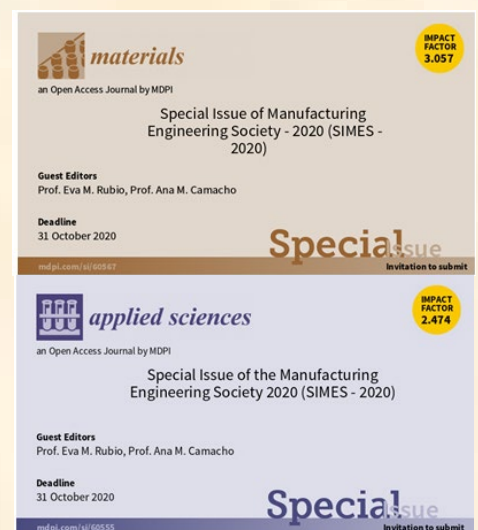 materials
IMPACT
FACTOR
3.057
an Open Access Journal by MDPI
Special Issue of Manufacturing
Engineering Society - 2020 (SIMES -
2020)
Guest Editors
Prof. Eva M. Rubio, Prof. Ana M. Camacho
Deadline
31 October 2020
Special Issue
mdpi.com/si/60567
Invitation to submit
applied sciences
IMPACT
FACTOR
2.474
an Open Access Journal by MDPI
Special Issue of the Manufacturing
Engineering Society 2020 (SIMES - 2020)
Guest Editors
Prof. Eva M. Rubio, Prof. Ana M. Camacho
Deadline
31 October 2020
Special Issue
mdpi.com/si/60555
Invitation to submit